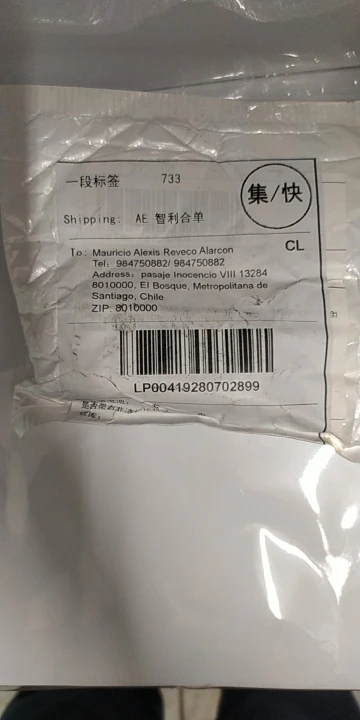 一段标签 733
集/快
Shipping: AE 智利合单
CL
To: Mauricio Alexis Reveco Alarcon
Tel: 984750882/ 984750882
Address: pasaje Inocencio VIII 13284
8010000, El Bosque, Metropolitana de
Santiago, Chile
ZIP: 8010000
LP00419280702899